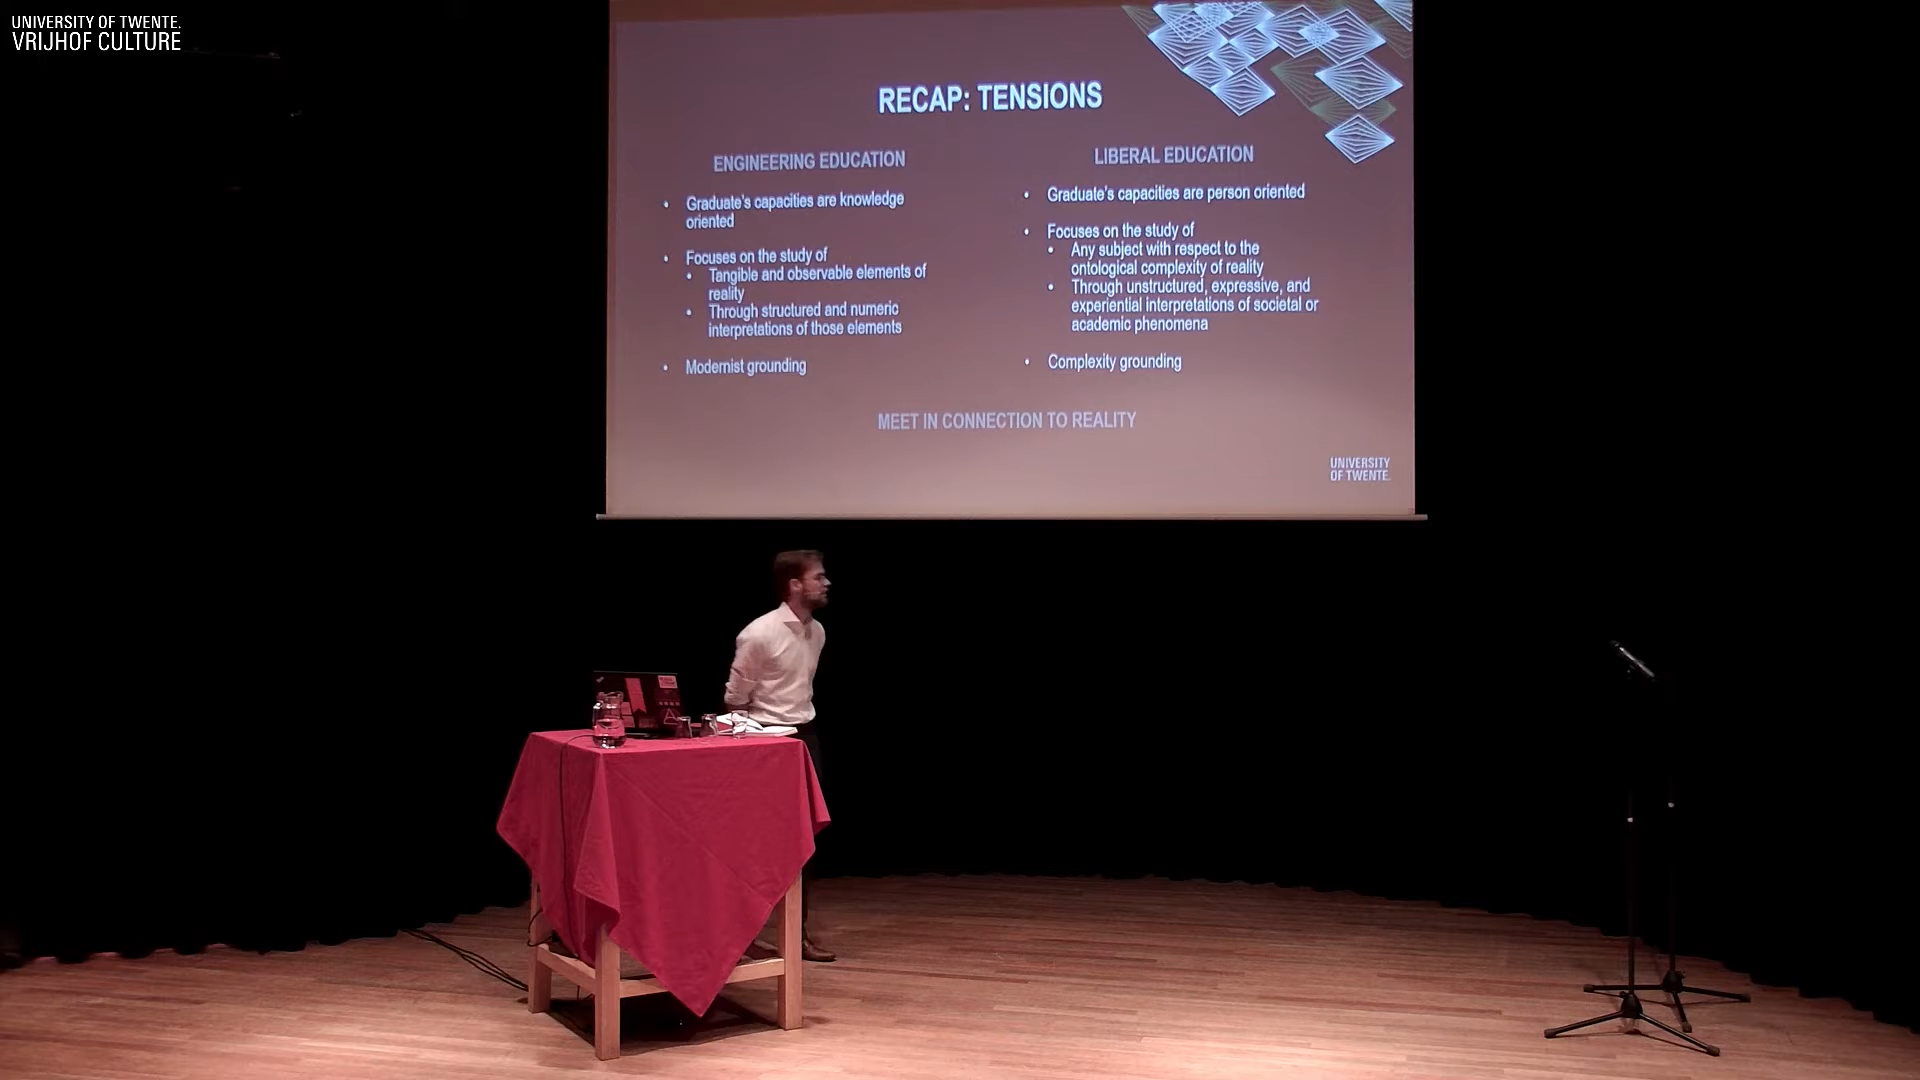 UNIVERSITY OF TWENTE.
VRIJHOF CULTURE
RECAP: TENSIONS
ENGINEERING EDUCATION
• Graduate's capacities are knowledge
oriented
• Focuses on the study of
• Tangible and observable elements of
reality
• Through structured and numeric
interpretations of those elements
• Modernist grounding
LIBERAL EDUCATION
• Graduate's capacities are person oriented
• Focuses on the study of
• Any subject with respect to the
ontological complexity of reality
• Through unstructured, expressive, and
experiential interpretations of societal or
academic phenomena
• Complexity grounding
MEET IN CONNECTION TO REALITY
UNIVERSITY
OF TWENTE.